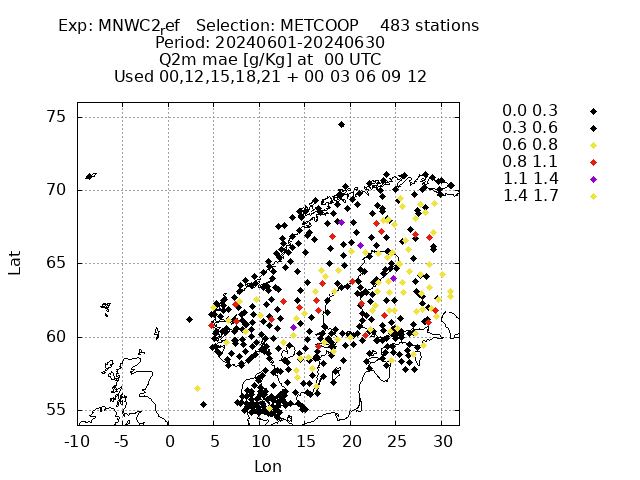 Exp: MNWC2ref   Selection: METCOOP    483 stations
Period: 20240601-20240630
Q2m mae [g/Kg] at  00 UTC
Used 00,12,15,18,21 + 00 03 06 09 12
0.0 0.3
0.3 0.6
0.6 0.8
0.8 1.1
1.1 1.4
1.4 1.7
75
70
65
60
55
Lat
-10 -5 0 5 10 15 20 25 30
Lon